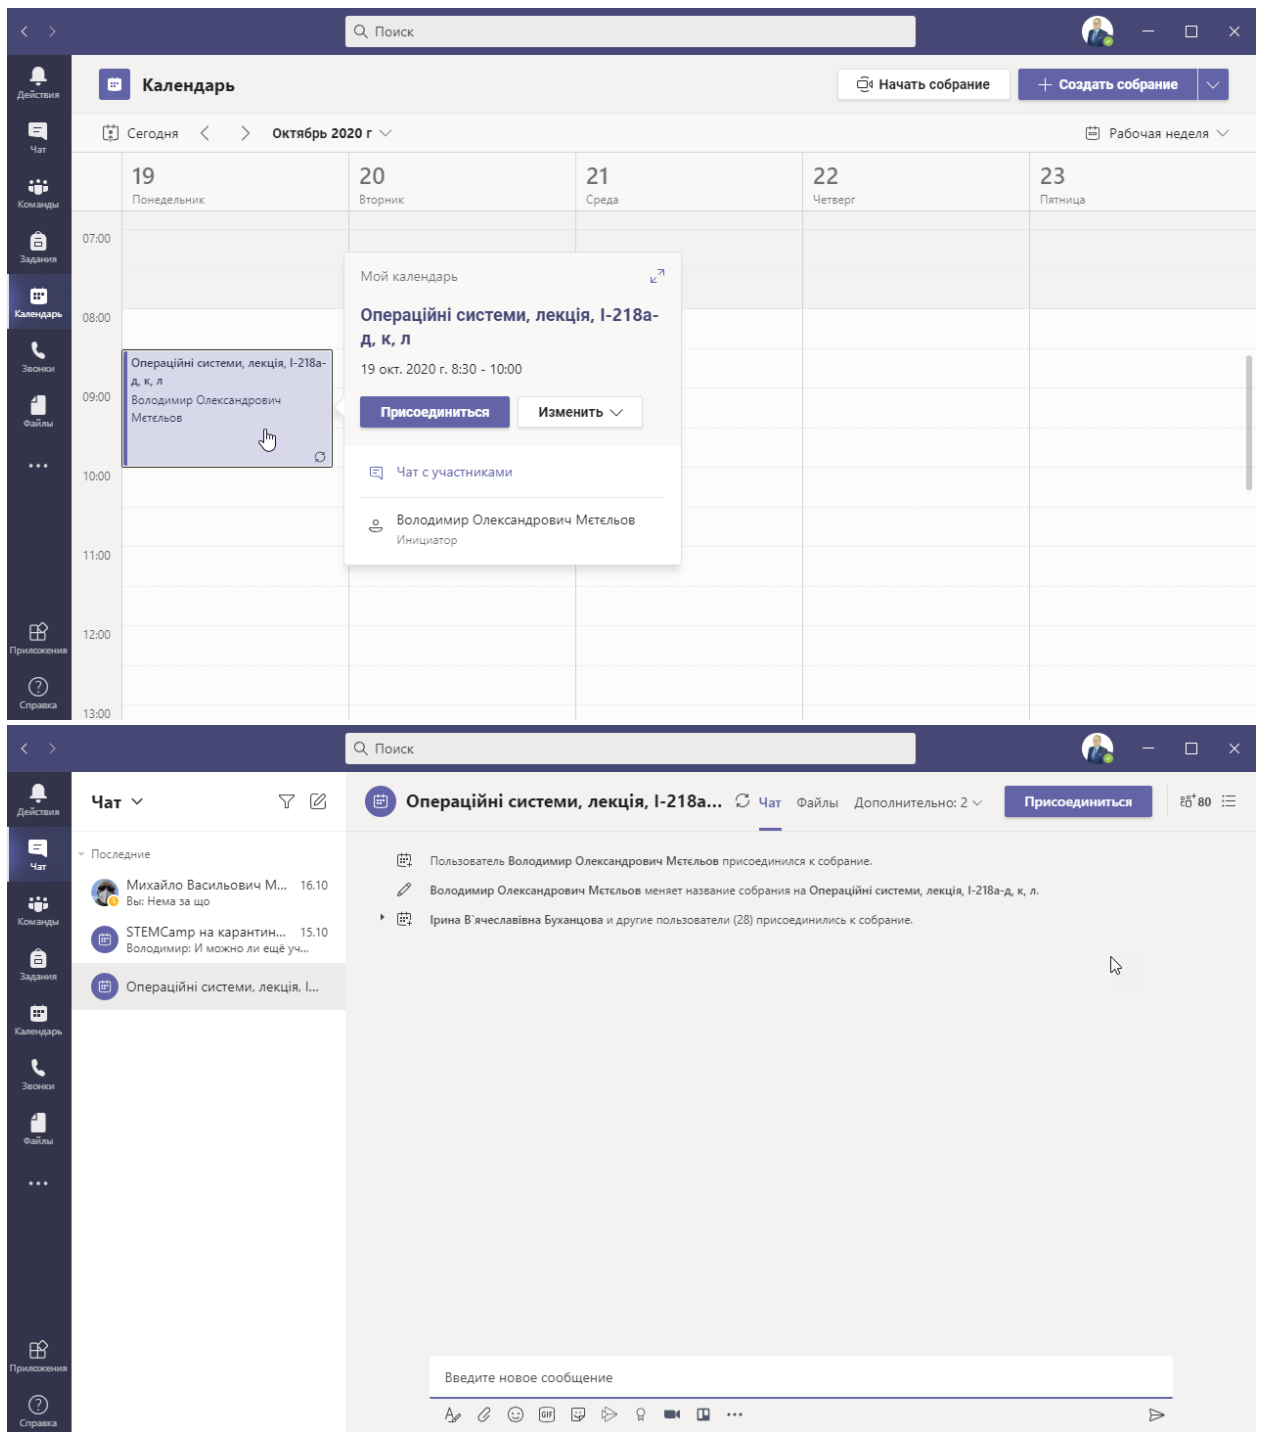 Поиск
Действия
Чат
Команды
Задания
Календарь
Звонки
Файлы
Приложения
Справка
Календарь
Начать собрание
Создать собрание
Сегодня
Октябрь 2020 г
Рабочая неделя
19
Понедельник
20
Вторник
21
Среда
22
Четверг
23
Пятница
07:00
08:00
09:00
10:00
11:00
12:00
13:00
Операційні системи, лекція, І-218а-
д, к, л
Володимир Олександрович
Мєтєльов
Мой календарь
Операційні системи, лекція, І-218а-
д, к, л
19 окт. 2020 г. 8:30 - 10:00
Присоединиться
Изменить
Чат с участниками
Володимир Олександрович Мєтєльов
Инициатор
Поиск
Действия
Чат
Команды
Задания
Календарь
Звонки
Файлы
Приложения
Справка
Чат
Последние
Михайло Васильович М... 16.10
Вы: Нема за що
STEMCamp на карантин... 15.10
Володимир: И можно ли ещё уч...
Операційні системи, лекція, І...
Операційні системи, лекція, І-218а...
Чат
Файлы
Дополнительно: 2
Присоединиться
80
Пользователь Володимир Олександрович Мєтєльов присоединился к собрание.
Володимир Олександрович Мєтєльов меняет название собрания на Операційні системи, лекція, І-218а-д, к, л.
Ірина В`ячеславівна Буханцова и другие пользователи (28) присоединились к собрание.
Введите новое сообщение
GIF